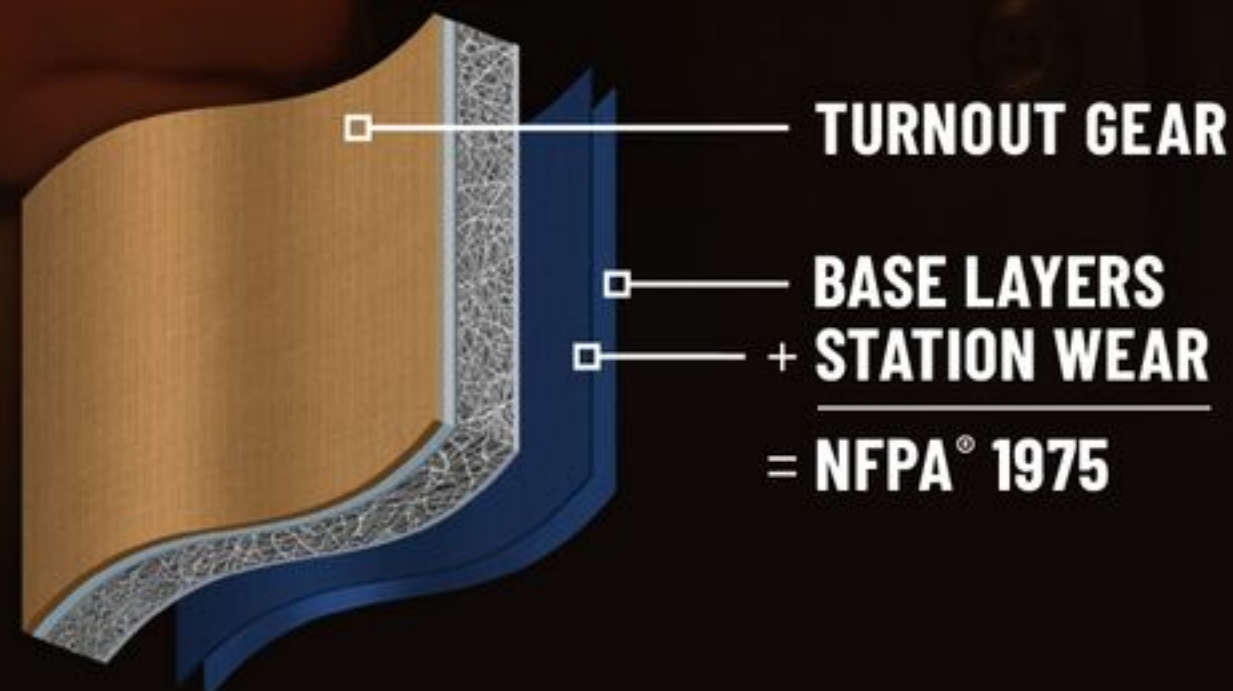 TURNOUT GEAR
BASE LAYERS
+ STATION WEAR
= NFPA® 1975